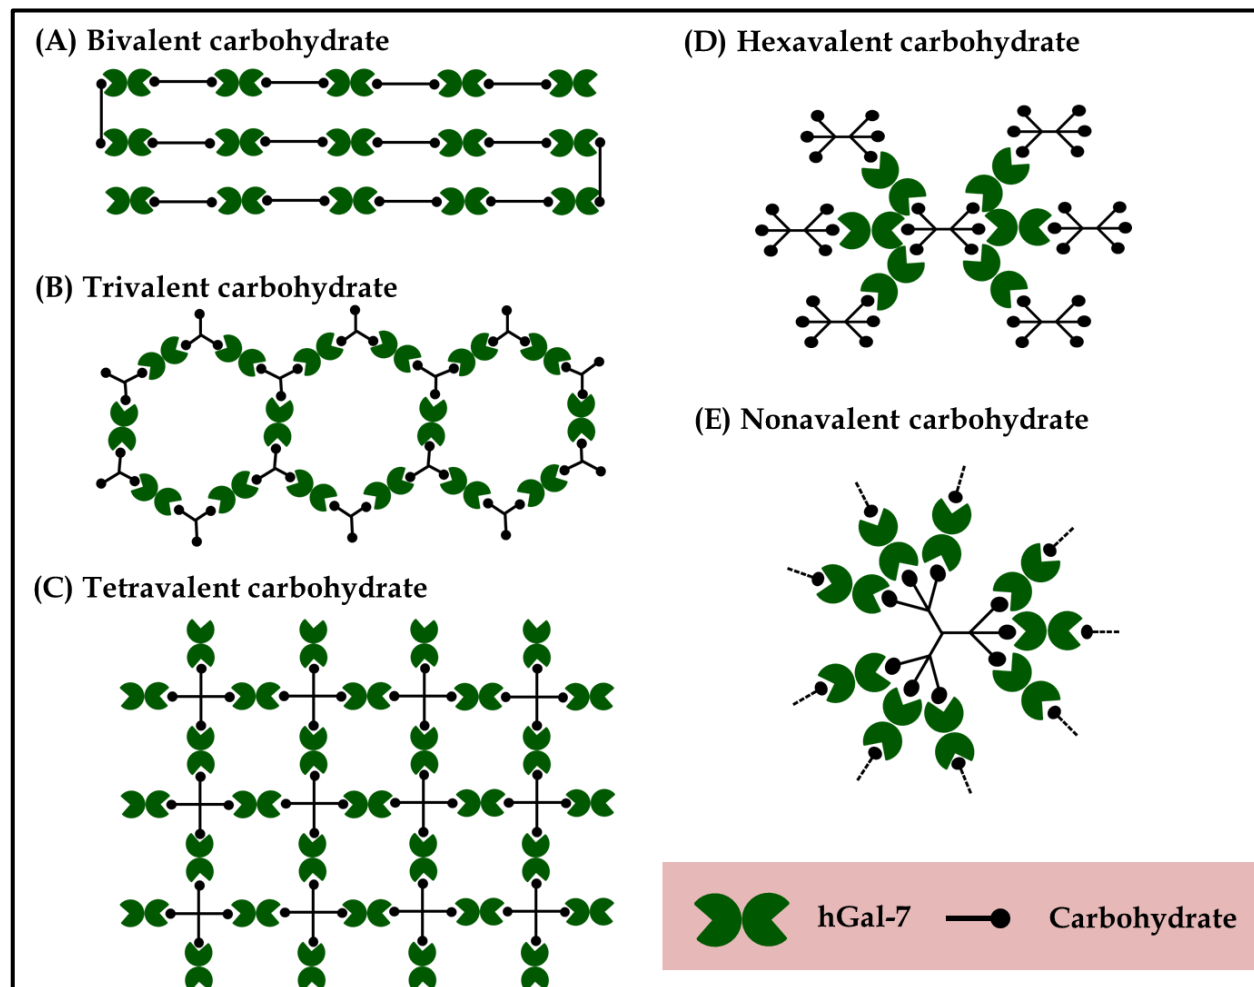 (A) Bivalent carbohydrate
(B) Trivalent carbohydrate
(C) Tetravalent carbohydrate
(D) Hexavalent carbohydrate
(E) Nonavalent carbohydrate
hGal-7
Carbohydrate